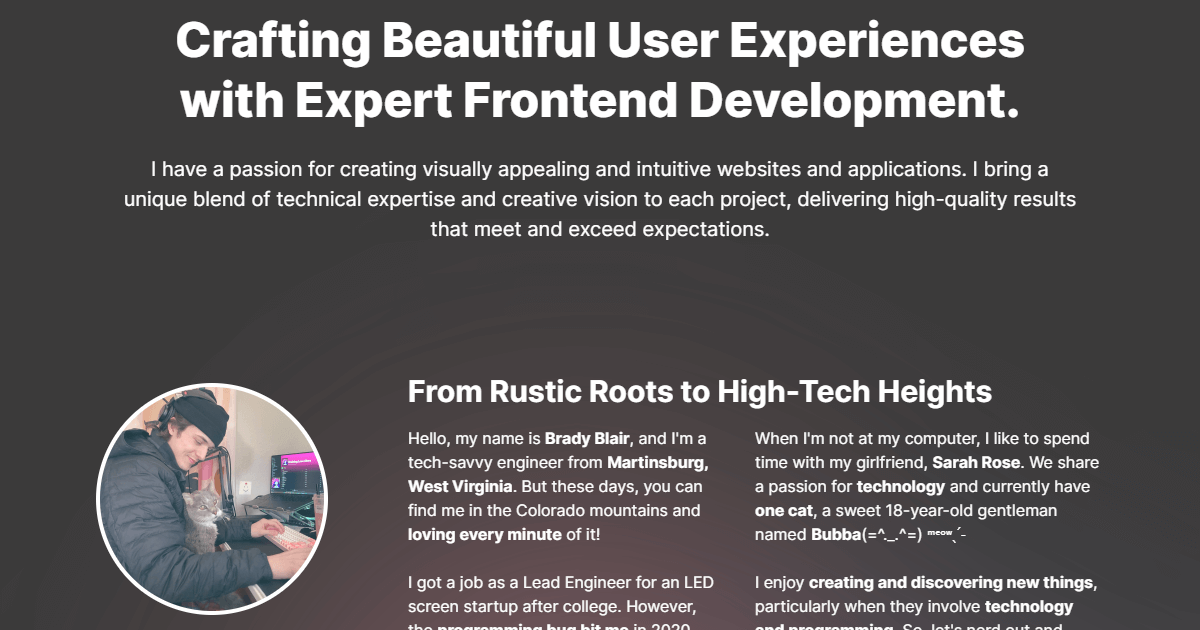 Crafting Beautiful User Experiences
with Expert Frontend Development.
I have a passion for creating visually appealing and intuitive websites and applications. I bring a
unique blend of technical expertise and creative vision to each project, delivering high-quality results
that meet and exceed expectations.
From Rustic Roots to High-Tech Heights
Hello, my name is Brady Blair, and I'm a
tech-savvy engineer from Martinsburg,
West Virginia. But these days, you can
find me in the Colorado mountains and
loving every minute of it!
I got a job as a Lead Engineer for an LED
screen startup after college. However,
the programming bug hit me in 2020
When I'm not at my computer, I like to spend
time with my girlfriend, Sarah Rose. We share
a passion for technology and currently have
one cat, a sweet 18-year-old gentleman
named Bubba(=^._.^=) ᵐᵉᵒʷˎˊ˗
I enjoy creating and discovering new things,
particularly when they involve technology
and programming. So, let's nerd out and